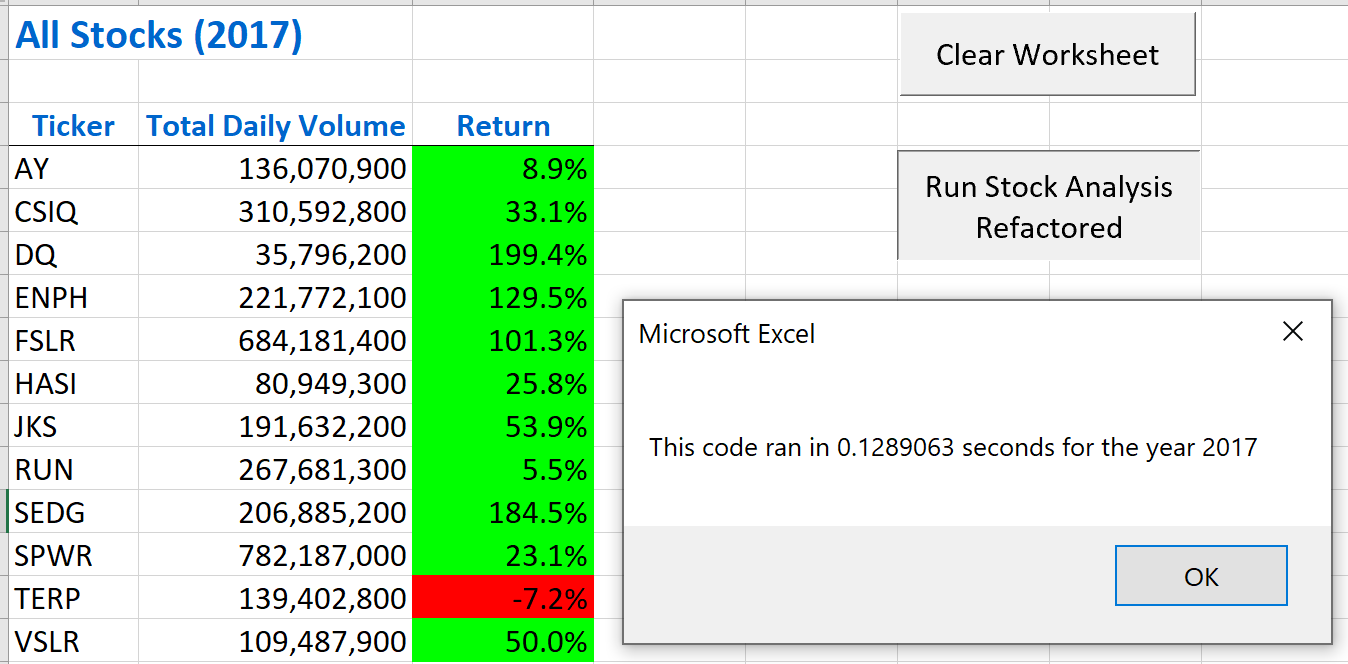 All Stocks (2017)
Clear Worksheet
Ticker Total Daily Volume Return
AY 136,070,900 8.9%
CSIQ 310,592,800 33.1%
DQ 35,796,200 199.4%
ENPH 221,772,100 129.5%
FSLR 684,181,400 101.3%
HASI 80,949,300 25.8%
JKS 191,632,200 53.9%
RUN 267,681,300 5.5%
SEDG 206,885,200 184.5%
SPWR 782,187,000 23.1%
TERP 139,402,800 -7.2%
VSLR 109,487,900 50.0%
Run Stock Analysis
Refactored
Microsoft Excel
This code ran in 0.1289063 seconds for the year 2017
OK